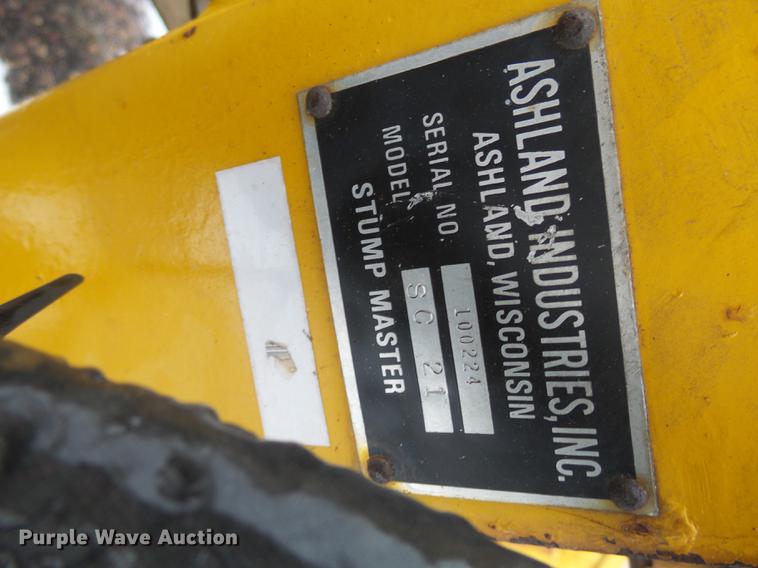 ASHLAND INDUSTRIES, INC.
ASHLAND, WISCONSIN
SERIAL NO. 100224
MODEL SC 21
STUMP MASTER
Purple Wave Auction®